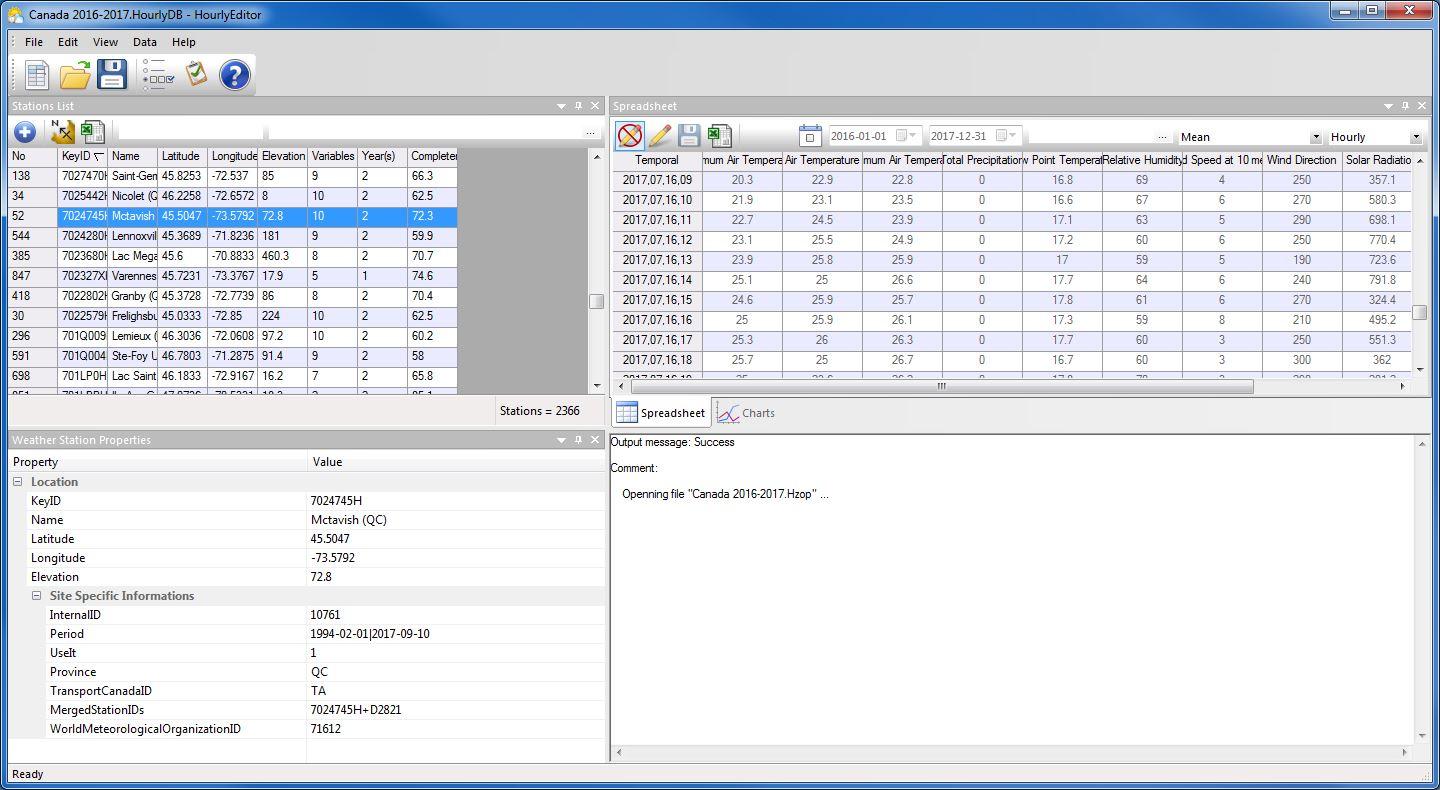 Canada 2016-2017.HourlyDB - HourlyEditor
File Edit View Data Help
Stations List
No KeyID Name Latitude Longitude Elevation Variables Year(s) Completer
138 7027470H Saint-Gen 45.8253 -72.537 85 9 2 66.3
34 7025442H Nicolet (Q 46.2258 -72.6572 8 10 2 62.5
52 7024745H Mctavish 45.5047 -73.5792 72.8 10 2 72.3
544 7024280H Lennoxvil 45.3689 -71.8236 181 9 2 59.9
385 7023680H Lac Mega 45.6 -70.8833 460.3 8 2 70.7
847 702327XH Varennes 45.7231 -73.3767 17.9 5 1 74.6
418 7022802H Granby (Q 45.3728 -72.7739 86 8 2 70.4
30 7022579H Frelighsbu 45.0333 -72.85 224 10 2 62.5
296 701Q009 Lemieux ( 46.3036 -72.0608 97.2 10 2 60.2
591 701Q004 Ste-Foy U 46.7803 -71.2875 91.4 9 2 58
698 701LP0H Lac Saint 46.1833 -72.9167 16.2 7 2 65.8
Stations = 2366
Weather Station Properties
Property Value
Location
KeyID 7024745H
Name Mctavish (QC)
Latitude 45.5047
Longitude -73.5792
Elevation 72.8
Site Specific Informations
InternalID 10761
Period 1994-02-01|2017-09-10
UseIt 1
Province QC
TransportCanadaID TA
MergedStationIDs 7024745H+D2821
WorldMeteorologicalOrganizationID 71612
Spreadsheet
2016-01-01 2017-12-31 ... Mean Hourly
Temporal mum Air Tempera Air Temperature mum Air Tempera Total Precipitation w Point Temperat Relative Humidity d Speed at 10 me Wind Direction Solar Radiatio
2017,07,16,09 20.3 22.9 22.8 0 16.8 69 4 250 357.1
2017,07,16,10 21.9 23.1 23.5 0 16.6 67 6 270 580.3
2017,07,16,11 22.7 24.5 23.9 0 17.1 63 5 290 698.1
2017,07,16,12 23.1 25.5 24.9 0 17.2 60 6 250 770.4
2017,07,16,13 23.9 25.8 25.9 0 17 59 5 190 723.6
2017,07,16,14 25.1 25 26.6 0 17.7 64 6 240 791.8
2017,07,16,15 24.6 25.9 25.7 0 17.8 61 6 270 324.4
2017,07,16,16 25 25.9 26.1 0 17.3 59 8 210 495.2
2017,07,16,17 25.3 26 26.3 0 17.7 60 3 250 551.3
2017,07,16,18 25.7 25 26.7 0 16.7 60 3 300 362
Spreadsheet Charts
Output message: Success
Comment:
Openning file "Canada 2016-2017.Hzop" ...
Ready